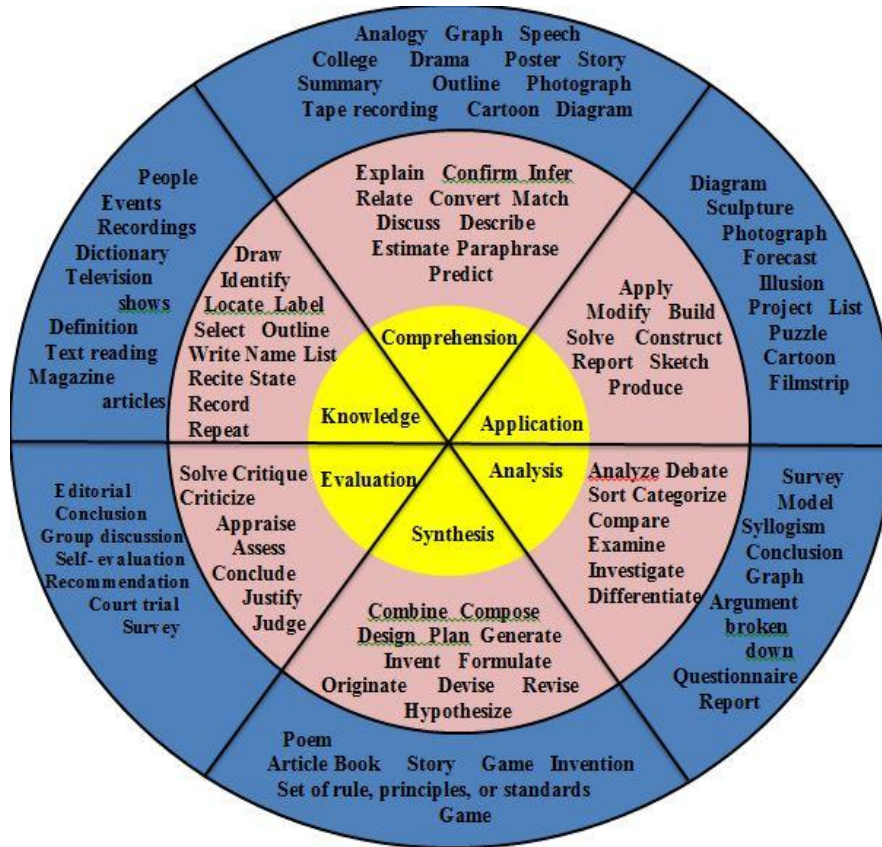 Analogy Graph Speech
College Drama Poster Story
Summary Outline Photograph
Tape recording Cartoon Diagram
Explain Confirm Infer
Relate Convert Match
Discuss Describe
Estimate Paraphrase
Predict
Comprehension
People
Events
Recordings
Dictionary
Television
shows
Definition
Text reading
Magazine
articles
Draw
Identify
Locate Label
Select Outline
Write Name List
Recite State
Record
Repeat
Knowledge
Diagram
Sculpture
Photograph
Forecast
Illusion
Project List
Puzzle
Cartoon
Filmstrip
Apply
Modify Build
Solve Construct
Report Sketch
Produce
Application
Editorial
Conclusion
Group discussion
Self- evaluation
Recommendation
Court trial
Survey
Solve Critique
Criticize
Appraise
Assess
Conclude
Justify
Judge
Evaluation
Analysis
Analyze Debate
Sort Categorize
Compare
Examine
Investigate
Differentiate
Survey
Model
Syllogism
Conclusion
Graph
Argument
broken
down
Questionnaire
Report
Synthesis
Combine Compose
Design Plan Generate
Invent Formulate
Originate Devise Revise
Hypothesize
Poem
Article Book Story Game Invention
Set of rule, principles, or standards
Game